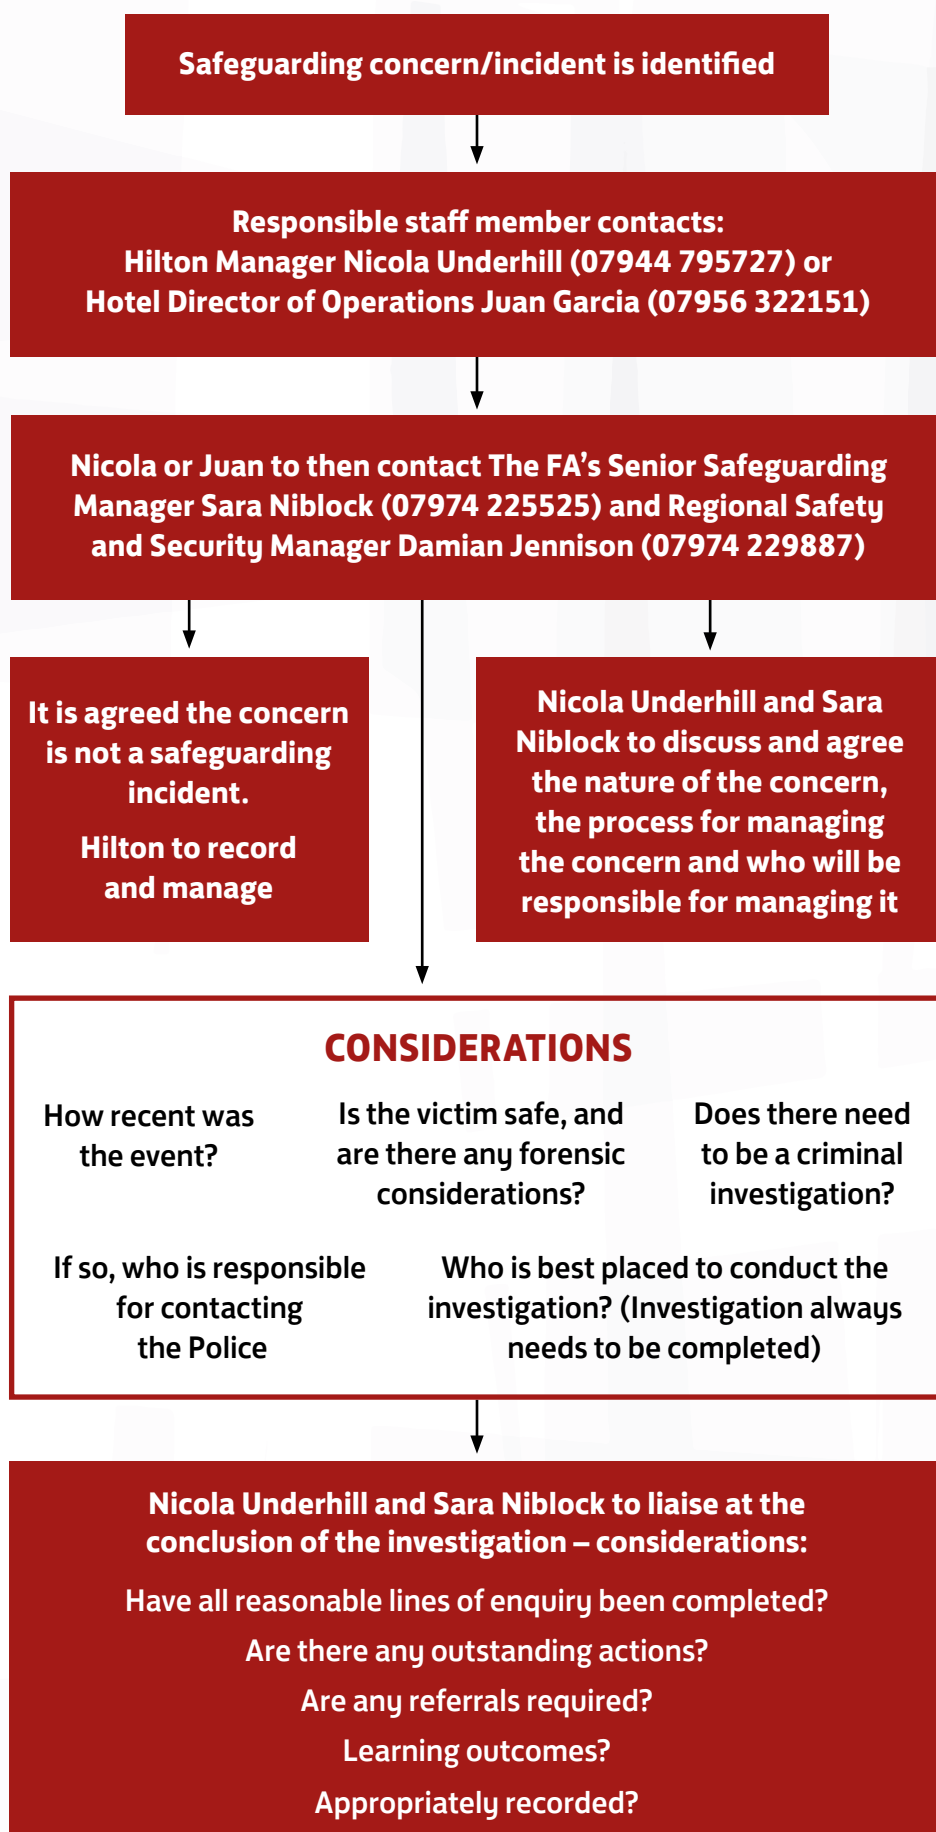 Safeguarding concern/incident is identified
Responsible staff member contacts:
Hilton Manager Nicola Underhill (07944 795727) or
Hotel Director of Operations Juan Garcia (07956 322151)
Nicola or Juan to then contact The FA’s Senior Safeguarding
Manager Sara Niblock (07974 225525) and Regional Safety
and Security Manager Damian Jennison (07974 229887)
It is agreed the concern
is not a safeguarding
incident.
Hilton to record
and manage
Nicola Underhill and Sara
Niblock to discuss and agree
the nature of the concern,
the process for managing
the concern and who will be
responsible for managing it
CONSIDERATIONS
How recent was
the event?
Is the victim safe, and
are there any forensic
considerations?
Does there need
to be a criminal
investigation?
If so, who is responsible
for contacting
the Police
Who is best placed to conduct the
investigation? (Investigation always
needs to be completed)
Nicola Underhill and Sara Niblock to liaise at the
conclusion of the investigation – considerations:
Have all reasonable lines of enquiry been completed?
Are there any outstanding actions?
Are any referrals required?
Learning outcomes?
Appropriately recorded?